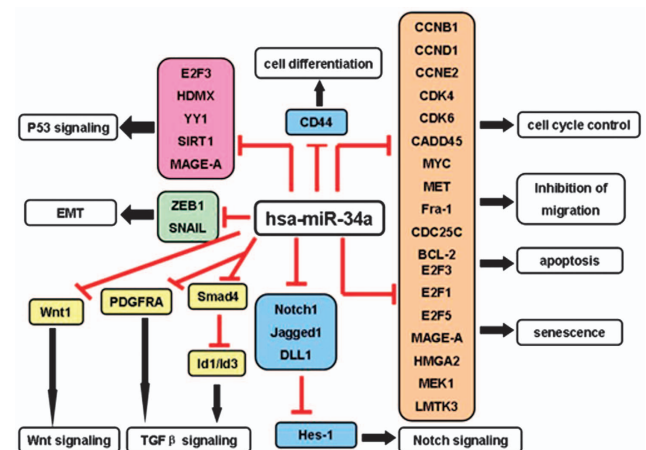 CCNB1
CCND1
CCNE2
CDK4
CDK6
CADD45
MYC
MET
Fra-1
CDC25C
BCL-2
E2F3
E2F1
E2F5
MAGE-A
HMGA2
MEK1
LMTK3
cell differentiation
CD44
E2F3
HDMX
YY1
SIRT1
MAGE-A
P53 signaling
cell cycle control
Inhibition of
migration
apoptosis
senescence
ZEB1
SNAIL
EMT
hsa-miR-34a
Wnt1
PDGFRA
Smad4
Id1/Id3
Notch1
Jagged1
DLL1
Hes-1
Wnt signaling
TGF β signaling
Notch signaling